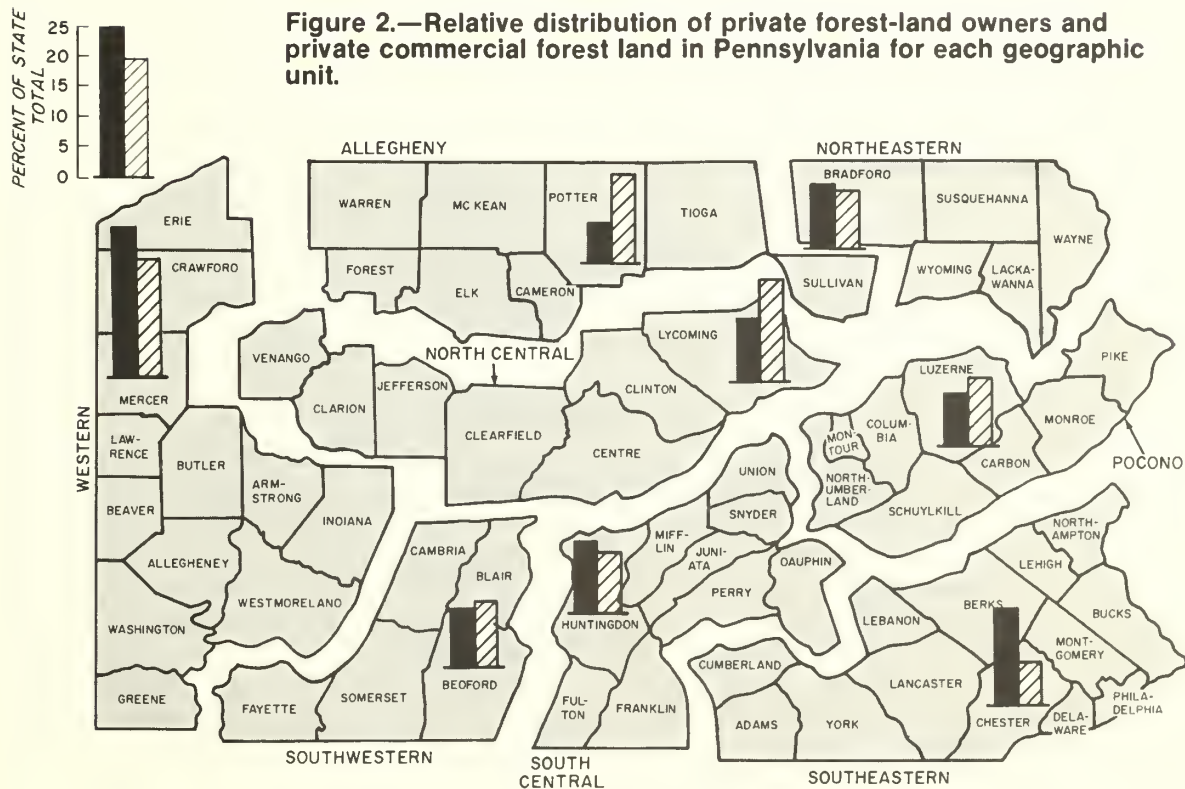 Figure 2.—Relative distribution of private forest-land owners and
private commercial forest land in Pennsylvania for each geographic
unit.
PERCENT OF STATE
TOTAL
25
20
15
10
5
0
ALLEGHENY
NORTHEASTERN
WARREN
MC KEAN
POTTER
TIOGA
BRADFORD
SUSQUEHANNA
WAYNE
ERIE
CRAWFORO
FOREST
ELK
CAMERON
SULLIVAN
WYOMING
LACKA-
WANNA
MERCER
VENANGO
NORTH CENTRAL
LYCOMING
PIKE
CLARION
JEFFERSON
CLINTON
LUZERNE
MONROE
WESTERN
LAW-
RENCE
BUTLER
CLEARFIELD
CENTRE
MON-
TOUR
COLUM-
BIA
CARBON
POCONO
ARM-
STRONG
INDIANA
UNION
NORTH-
UMBER-
LAND
SCHUYLKILL
BEAVER
SNYDER
NORTH-
AMPTON
ALLEGHENEY
CAMBRIA
BLAIR
MIFF-
LIN
JUNI-
ATA
OAUPHIN
LEHIGH
WESTMORELANO
PERRY
LEBANON
BERKS
BUCKS
WASHINGTON
HUNTINGDON
MONT-
GOMERY
GREENE
FAYETTE
SOMERSET
BEOFORD
FUL-
TON
FRANKLIN
CUMBERLAND
LANCASTER
ADAMS
YORK
CHESTER
DELA-
WARE
PHILA-
DELPHIA
SOUTHWESTERN
SOUTH
CENTRAL
SOUTHEASTERN